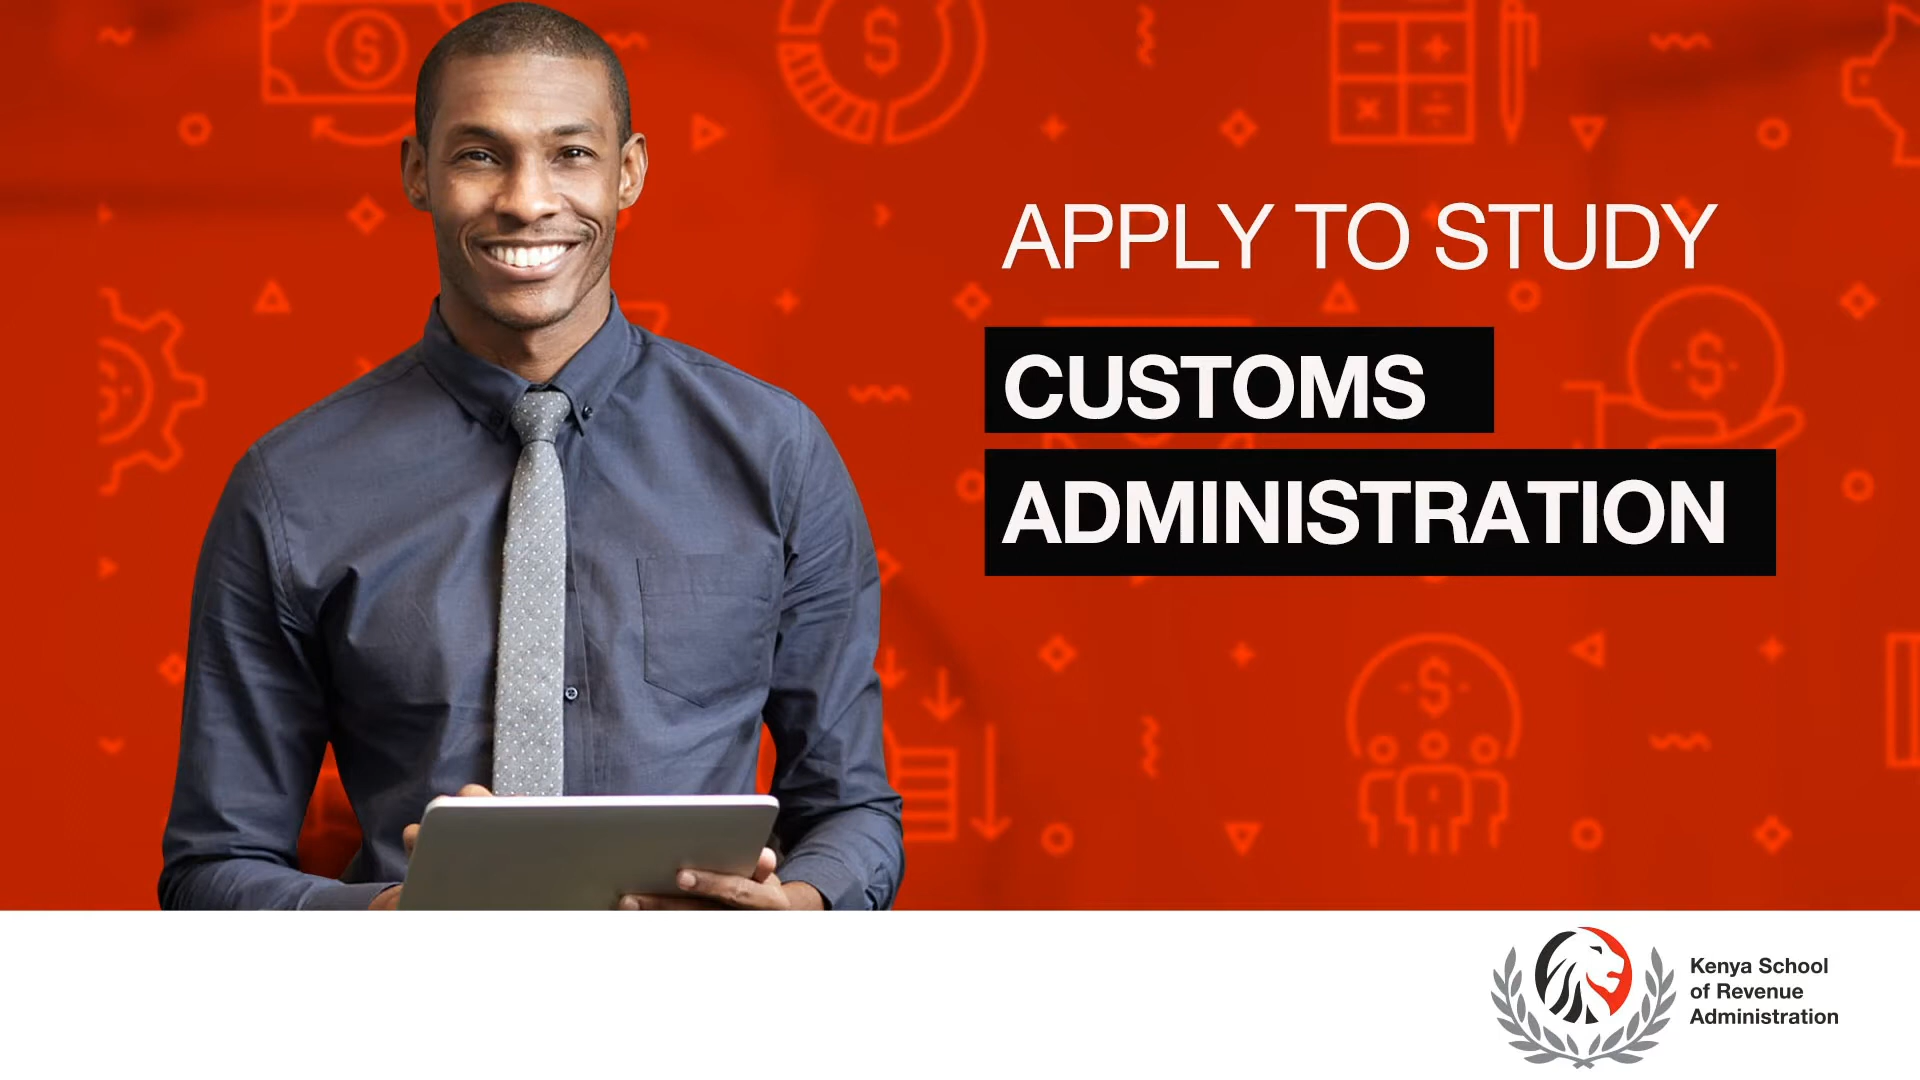 APPLY TO STUDY
CUSTOMS
ADMINISTRATION
Kenya School
of Revenue
Administration